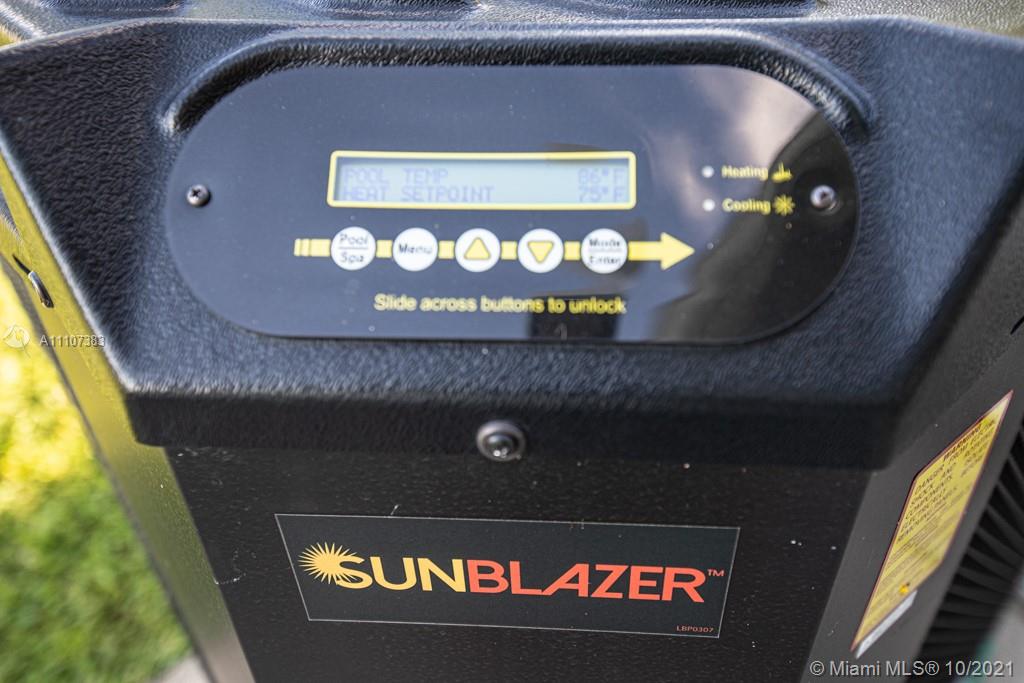 POOL TEMP 86°F
HEAT SETPOINT 75°F
Heating
Cooling
Pool
Spa
Menu
Mode
Enter
Slide across buttons to unlock
A11107383
WARNING
SUNBLAZER™
LBP0307
© Miami MLS® 10/2021